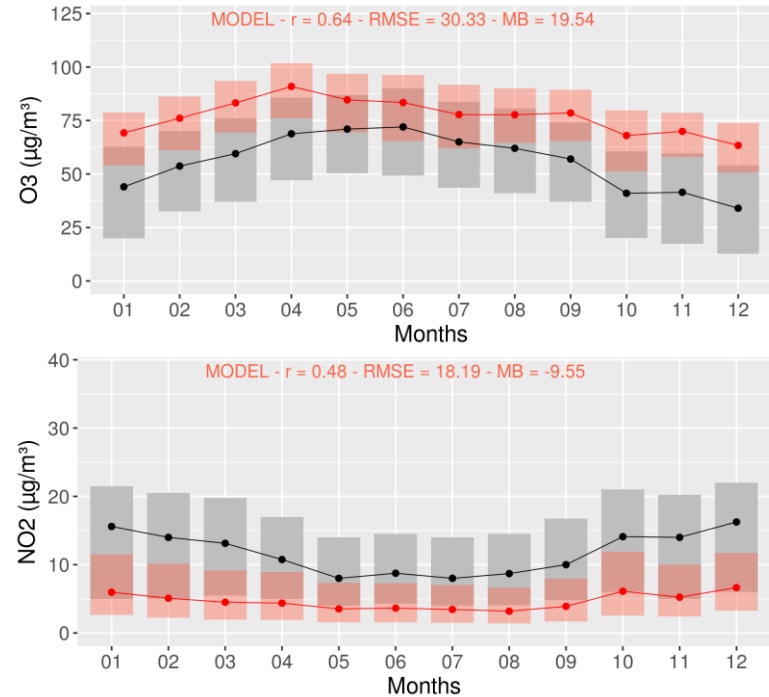 MODEL - r = 0.64 - RMSE = 30.33 - MB = 19.54
125
100
75
50
25
0
O3 (µg/m³)
01 02 03 04 05 06 07 08 09 10 11 12
Months
MODEL - r = 0.48 - RMSE = 18.19 - MB = -9.55
40
30
20
10
0
NO2 (µg/m³)
01 02 03 04 05 06 07 08 09 10 11 12
Months